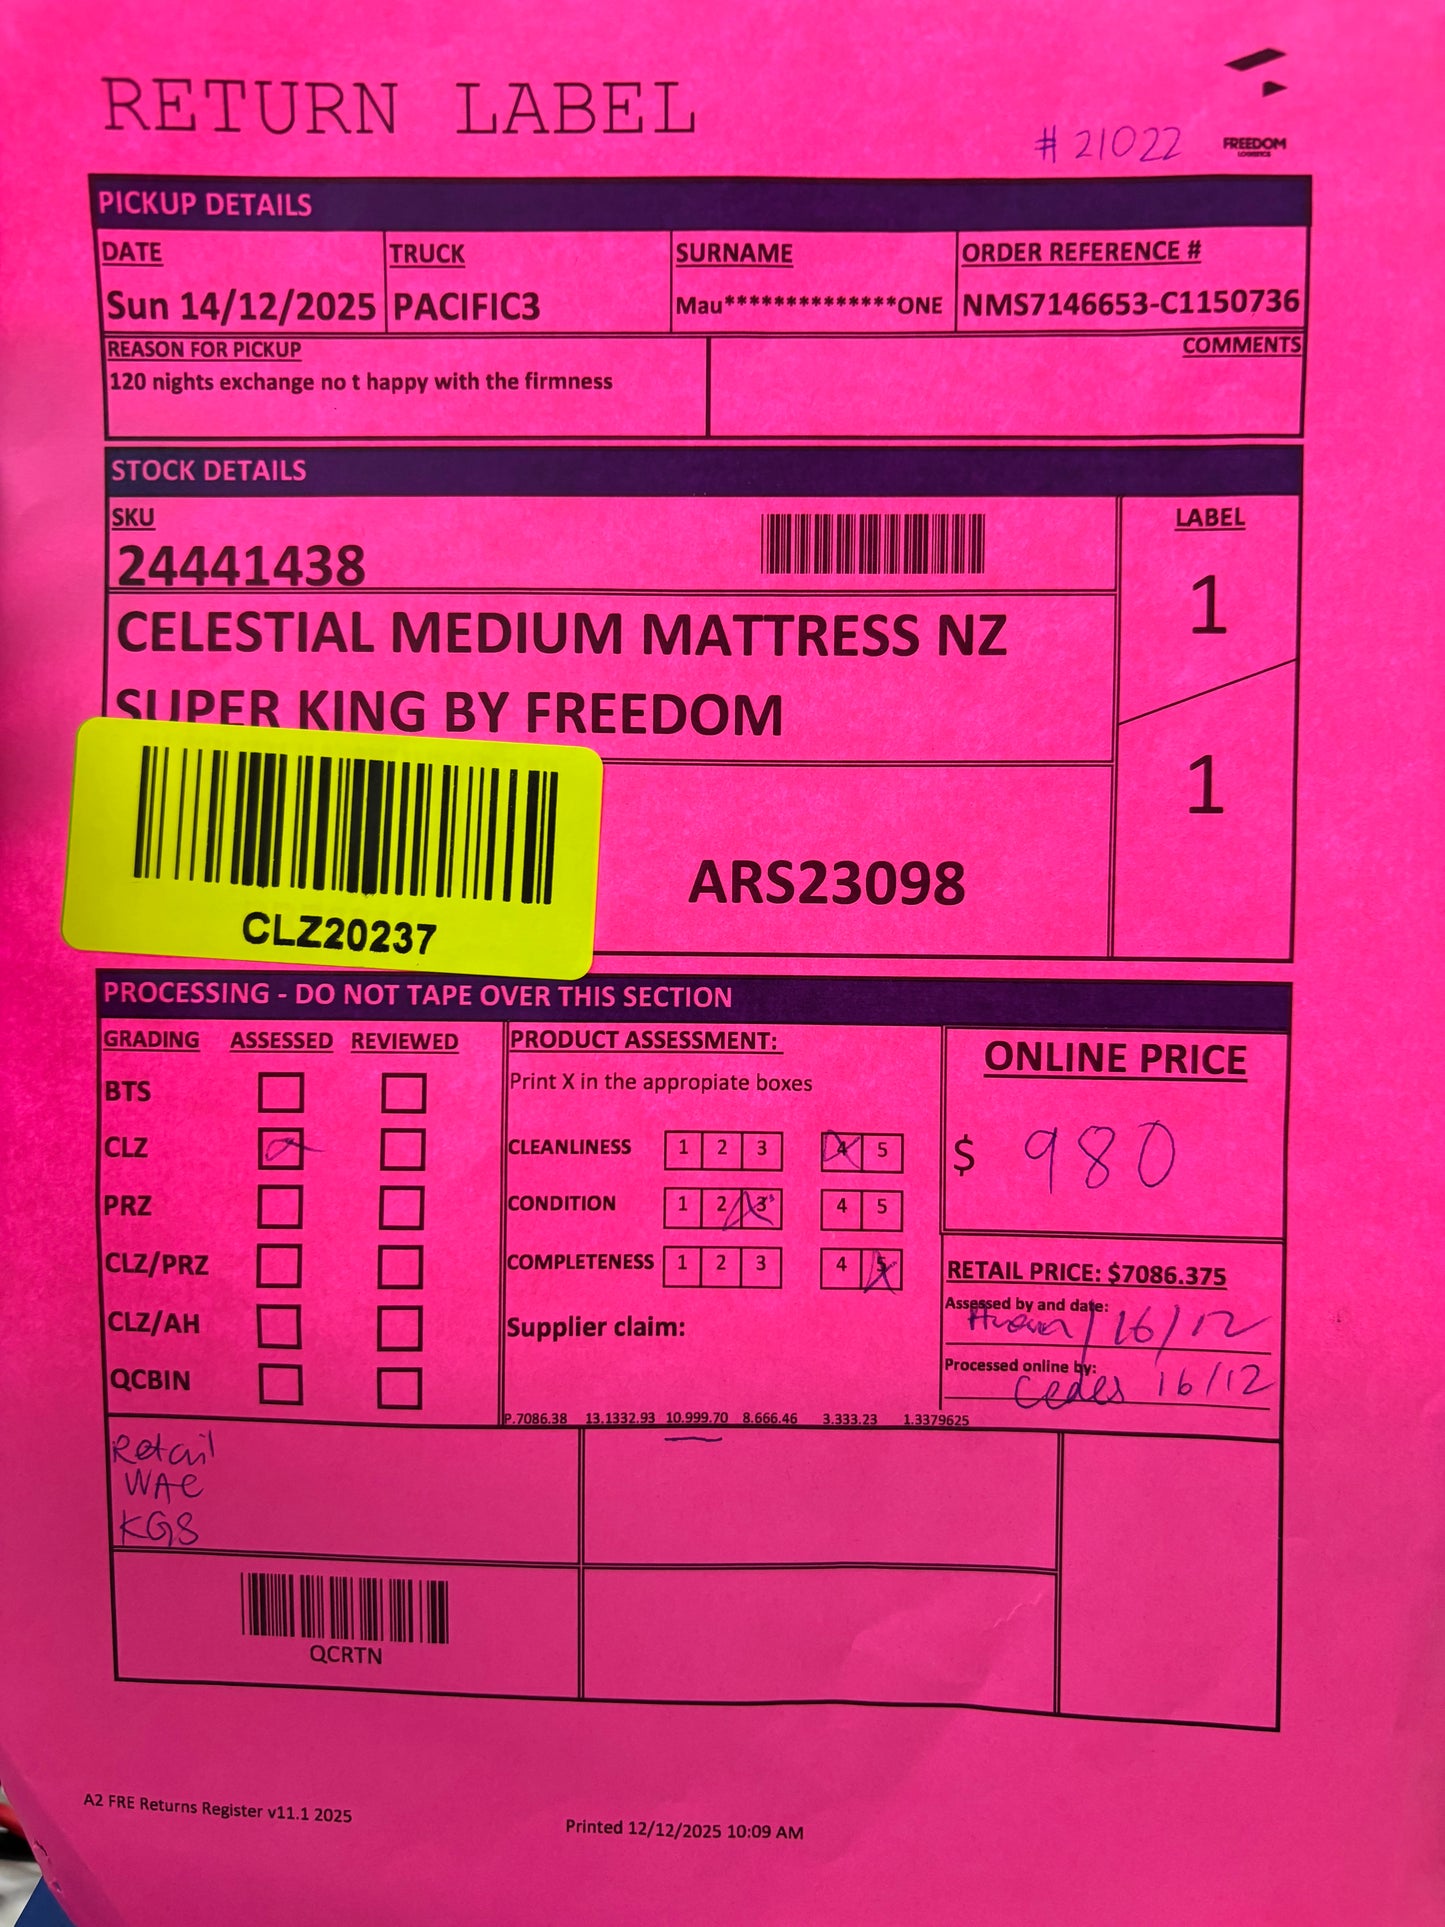 RETURN LABEL
# 21022
FREEDOM
LOGISTICS
PICKUP DETAILS
DATE TRUCK SURNAME ORDER REFERENCE #
Sun 14/12/2025 PACIFIC3 Mau**************ONE NMS7146653-C1150736
REASON FOR PICKUP COMMENTS
120 nights exchange no t happy with the firmness
STOCK DETAILS
SKU LABEL
24441438
1
CELESTIAL MEDIUM MATTRESS NZ
SUPER KING BY FREEDOM
1
ARS23098
CLZ20237
PROCESSING - DO NOT TAPE OVER THIS SECTION
GRADING ASSESSED REVIEWED PRODUCT ASSESSMENT: ONLINE PRICE
BTS Print X in the appropiate boxes
CLZ CLEANLINESS 1 2 3 4 5 $ 980
PRZ CONDITION 1 2 3 4 5
CLZ/PRZ COMPLETENESS 1 2 3 4 5 RETAIL PRICE: $7086.375
Assessed by and date:
CLZ/AH Supplier claim: 16/12
Processed online by:
QCBIN 16/12
P.7086.38 13.1332.93 10.999.70 8.666.46 3.333.23 1.3379625
Retail
WAC
KGS
QCRTN
A2 FRE Returns Register v11.1 2025
Printed 12/12/2025 10:09 AM